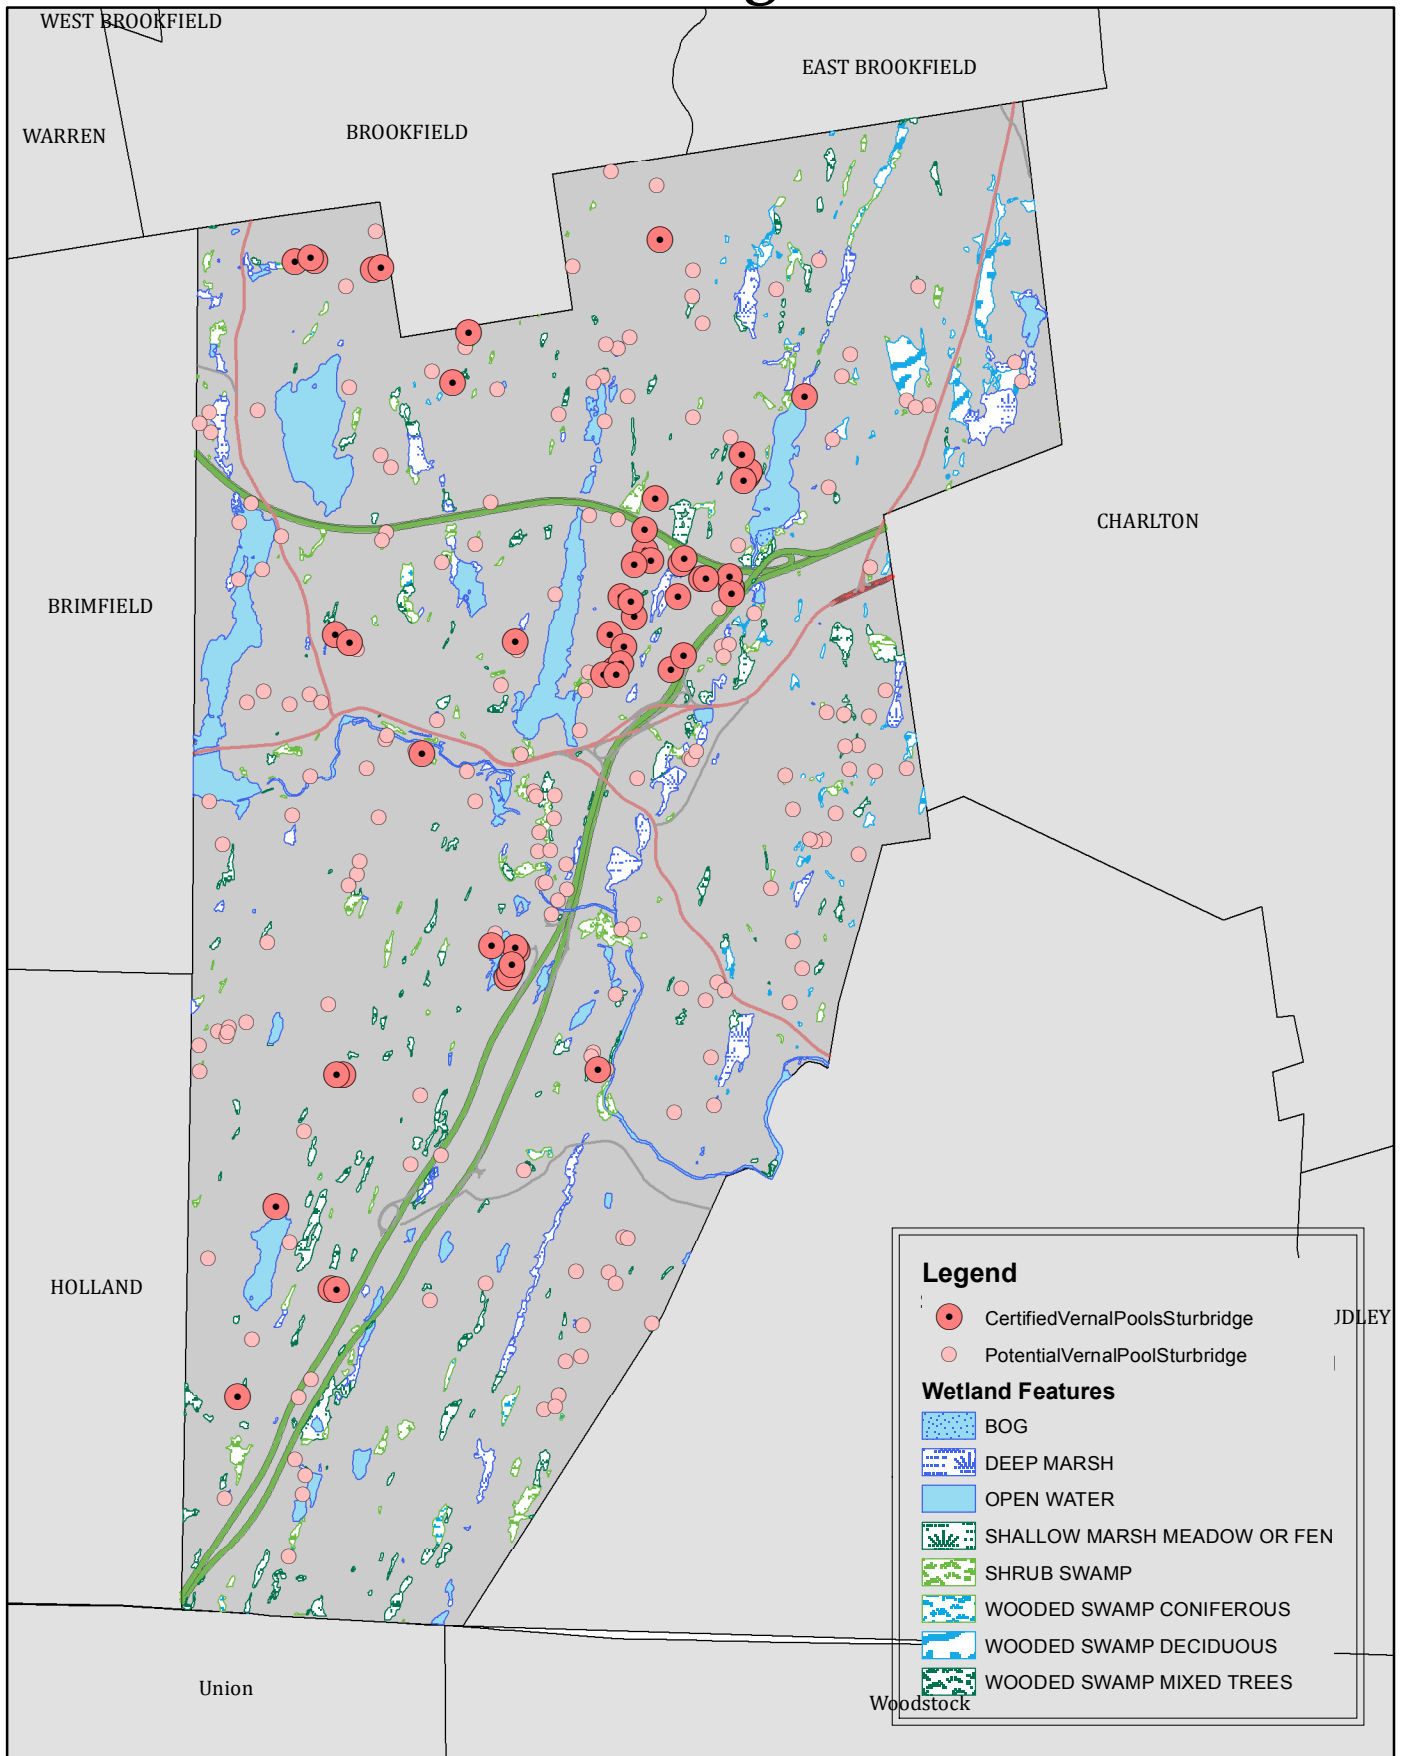 WEST BROOKFIELD
EAST BROOKFIELD
WARREN
BROOKFIELD
CHARLTON
BRIMFIELD
HOLLAND
JDLEY
Legend
CertifiedVernalPoolsSturbridge
PotentialVernalPoolSturbridge
Wetland Features
BOG
DEEP MARSH
OPEN WATER
SHALLOW MARSH MEADOW OR FEN
SHRUB SWAMP
WOODED SWAMP CONIFEROUS
WOODED SWAMP DECIDUOUS
WOODED SWAMP MIXED TREES
Union
Woodstock